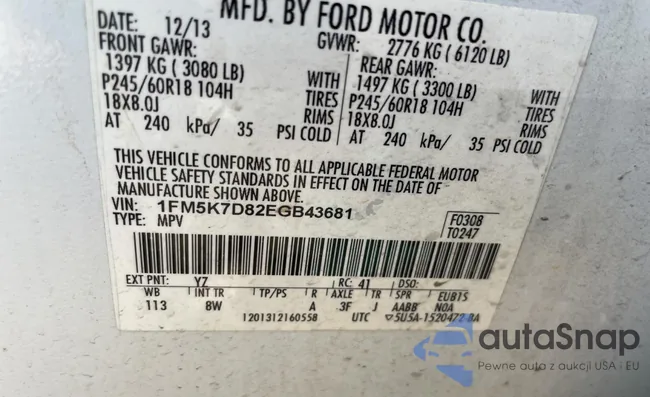 MFD. BY FORD MOTOR CO.
DATE: 12/13
GVWR: 2776 KG ( 6120 LB)
FRONT GAWR:
1397 KG ( 3080 LB)
P245/60R18 104H
18X8.0J
WITH
TIRES
RIMS
AT 240 kPa/ 35 PSI COLD
REAR GAWR:
1497 KG ( 3300 LB)
P245/60R18 104H
18X8.0J
WITH
TIRES
RIMS
AT 240 kPa/ 35 PSI COLD
THIS VEHICLE CONFORMS TO ALL APPLICABLE FEDERAL MOTOR
VEHICLE SAFETY STANDARDS IN EFFECT ON THE DATE OF
MANUFACTURE SHOWN ABOVE.
VIN: 1FM5K7D82EGB43681
TYPE: MPV
F0308
T0247
EXT PNT: YZ RC: 41 DSO:
WB INT TR TP/PS R AXLE TR SPR EUB15
113 8W A 3F J AABB N0A
1201312160558 UTC 5U5A-1520472-BA
autoSnap
Pewne auto z aukcji USA i EU